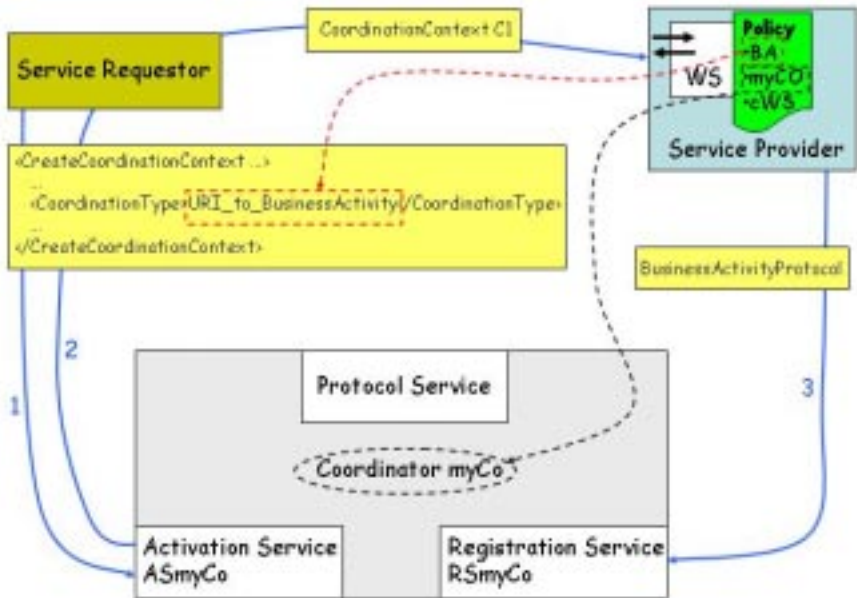 CoordinationContext C1
Service Requestor
Policy
BA
WS
myCO
cWS
Service Provider
<CreateCoordinationContext ...>
...
<CoordinationType>URI_to_BusinessActivity</CoordinationType>
...
</CreateCoordinationContext>
BusinessActivityProtocol
1
2
3
Protocol Service
Coordinator myCo
Activation Service
ASmyCo
Registration Service
RSmyCo